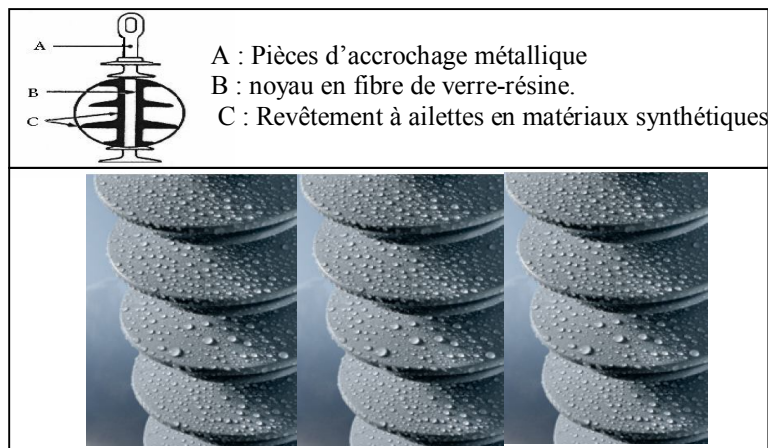 A
B
C
A : Pièces d’accrochage métallique
B : noyau en fibre de verre-résine.
C : Revêtement à ailettes en matériaux synthétiques